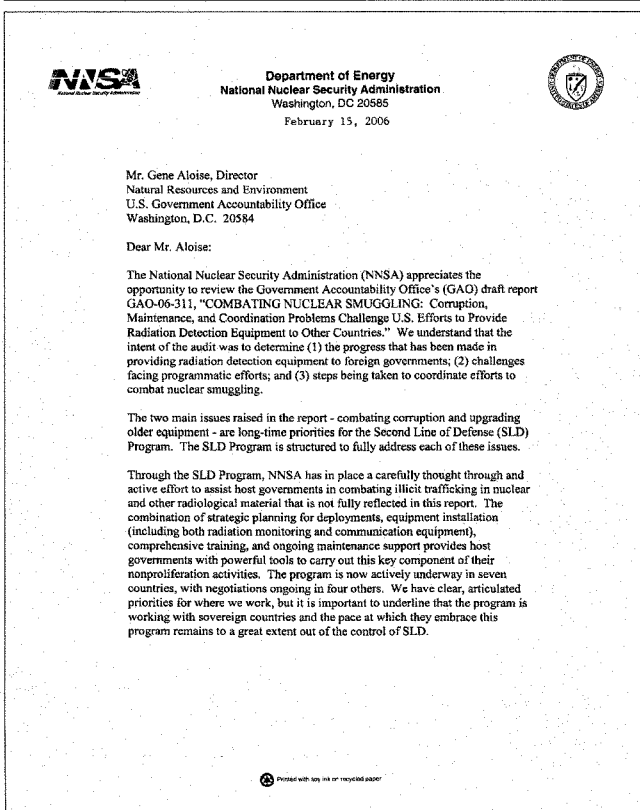 NNSA
National Nuclear Security Administration
Department of Energy
National Nuclear Security Administration
Washington, DC 20585
February 15, 2006
Mr. Gene Aloise, Director
Natural Resources and Environment
U.S. Government Accountability Office
Washington, D.C. 20584
Dear Mr. Aloise:
The National Nuclear Security Administration (NNSA) appreciates the
opportunity to review the Government Accountability Office's (GAO) draft report
GAO-06-311, "COMBATING NUCLEAR SMUGGLING: Corruption,
Maintenance, and Coordination Problems Challenge U.S. Efforts to Provide
Radiation Detection Equipment to Other Countries." We understand that the
intent of the audit was to determine (1) the progress that has been made in
providing radiation detection equipment to foreign governments; (2) challenges
facing programmatic efforts; and (3) steps being taken to coordinate efforts to
combat nuclear smuggling.
The two main issues raised in the report - combating corruption and upgrading
older equipment - are long-time priorities for the Second Line of Defense (SLD)
Program. The SLD Program is structured to fully address each of these issues.
Through the SLD Program, NNSA has in place a carefully thought through and
active effort to assist host governments in combating illicit trafficking in nuclear
and other radiological material that is not fully reflected in this report. The
combination of strategic planning for deployments, equipment installation
(including both radiation monitoring and communication equipment),
comprehensive training, and ongoing maintenance support provides host
governments with powerful tools to carry out this key component of their
nonproliferation activities. The program is now actively underway in seven
countries, with negotiations ongoing in four others. We have clear, articulated
priorities for where we work, but it is important to underline that the program is
working with sovereign countries and the pace at which they embrace this
program remains to a great extent out of the control of SLD.
Printed with soy ink on recycled paper